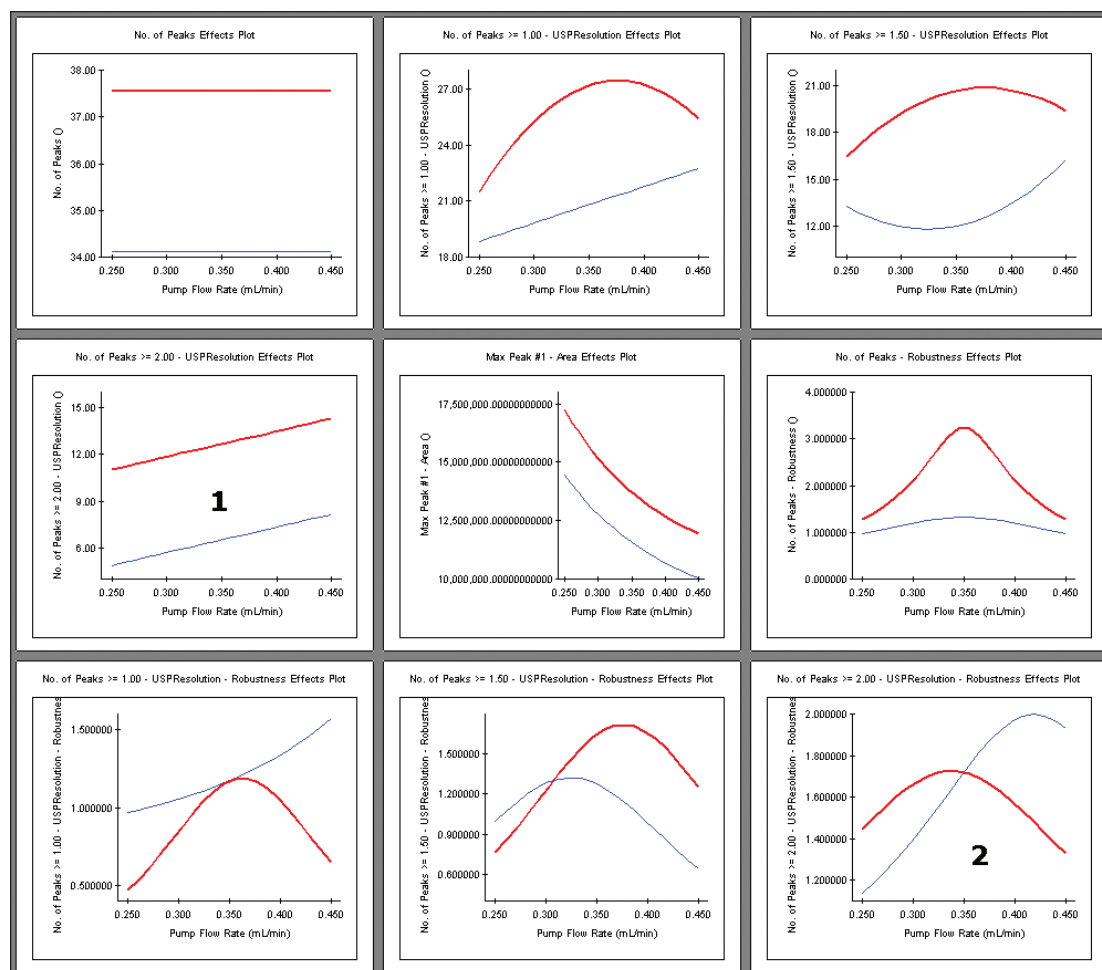 No. of Peaks Effects Plot
No. of Peaks ()
38.00
37.00
36.00
35.00
34.00
0.250 0.300 0.350 0.400 0.450
Pump Flow Rate (mL/min)
No. of Peaks >= 1.00 - USPResolution Effects Plot
No. of Peaks >= 1.00 - USPResolution ()
27.00
24.00
21.00
18.00
0.250 0.300 0.350 0.400 0.450
Pump Flow Rate (mL/min)
No. of Peaks >= 1.50 - USPResolution Effects Plot
No. of Peaks >= 1.50 - USPResolution ()
21.00
18.00
15.00
12.00
0.250 0.300 0.350 0.400 0.450
Pump Flow Rate (mL/min)
No. of Peaks >= 2.00 - USPResolution Effects Plot
No. of Peaks >= 2.00 - USPResolution ()
15.00
12.00
9.00
6.00
1
0.250 0.300 0.350 0.400 0.450
Pump Flow Rate (mL/min)
Max Peak #1 - Area Effects Plot
Max Peak #1 - Area ()
17,500,000.00000000000
15,000,000.00000000000
12,500,000.00000000000
10,000,000.00000000000
0.250 0.300 0.350 0.400 0.450
Pump Flow Rate (mL/min)
No. of Peaks - Robustness Effects Plot
No. of Peaks - Robustness ()
4.000000
3.000000
2.000000
1.000000
0.000000
0.250 0.300 0.350 0.400 0.450
Pump Flow Rate (mL/min)
No. of Peaks >= 1.00 - USPResolution - Robustness Effects Plot
No. of Peaks >= 1.00 - USPResolution - Robustnes
1.500000
1.000000
0.500000
0.250 0.300 0.350 0.400 0.450
Pump Flow Rate (mL/min)
No. of Peaks >= 1.50 - USPResolution - Robustness Effects Plot
No. of Peaks >= 1.50 - USPResolution - Robustnes
1.500000
1.200000
0.900000
0.600000
0.250 0.300 0.350 0.400 0.450
Pump Flow Rate (mL/min)
No. of Peaks >= 2.00 - USPResolution - Robustness Effects Plot
No. of Peaks >= 2.00 - USPResolution - Robustnes
2.000000
1.800000
1.600000
1.400000
1.200000
2
0.250 0.300 0.350 0.400 0.450
Pump Flow Rate (mL/min)